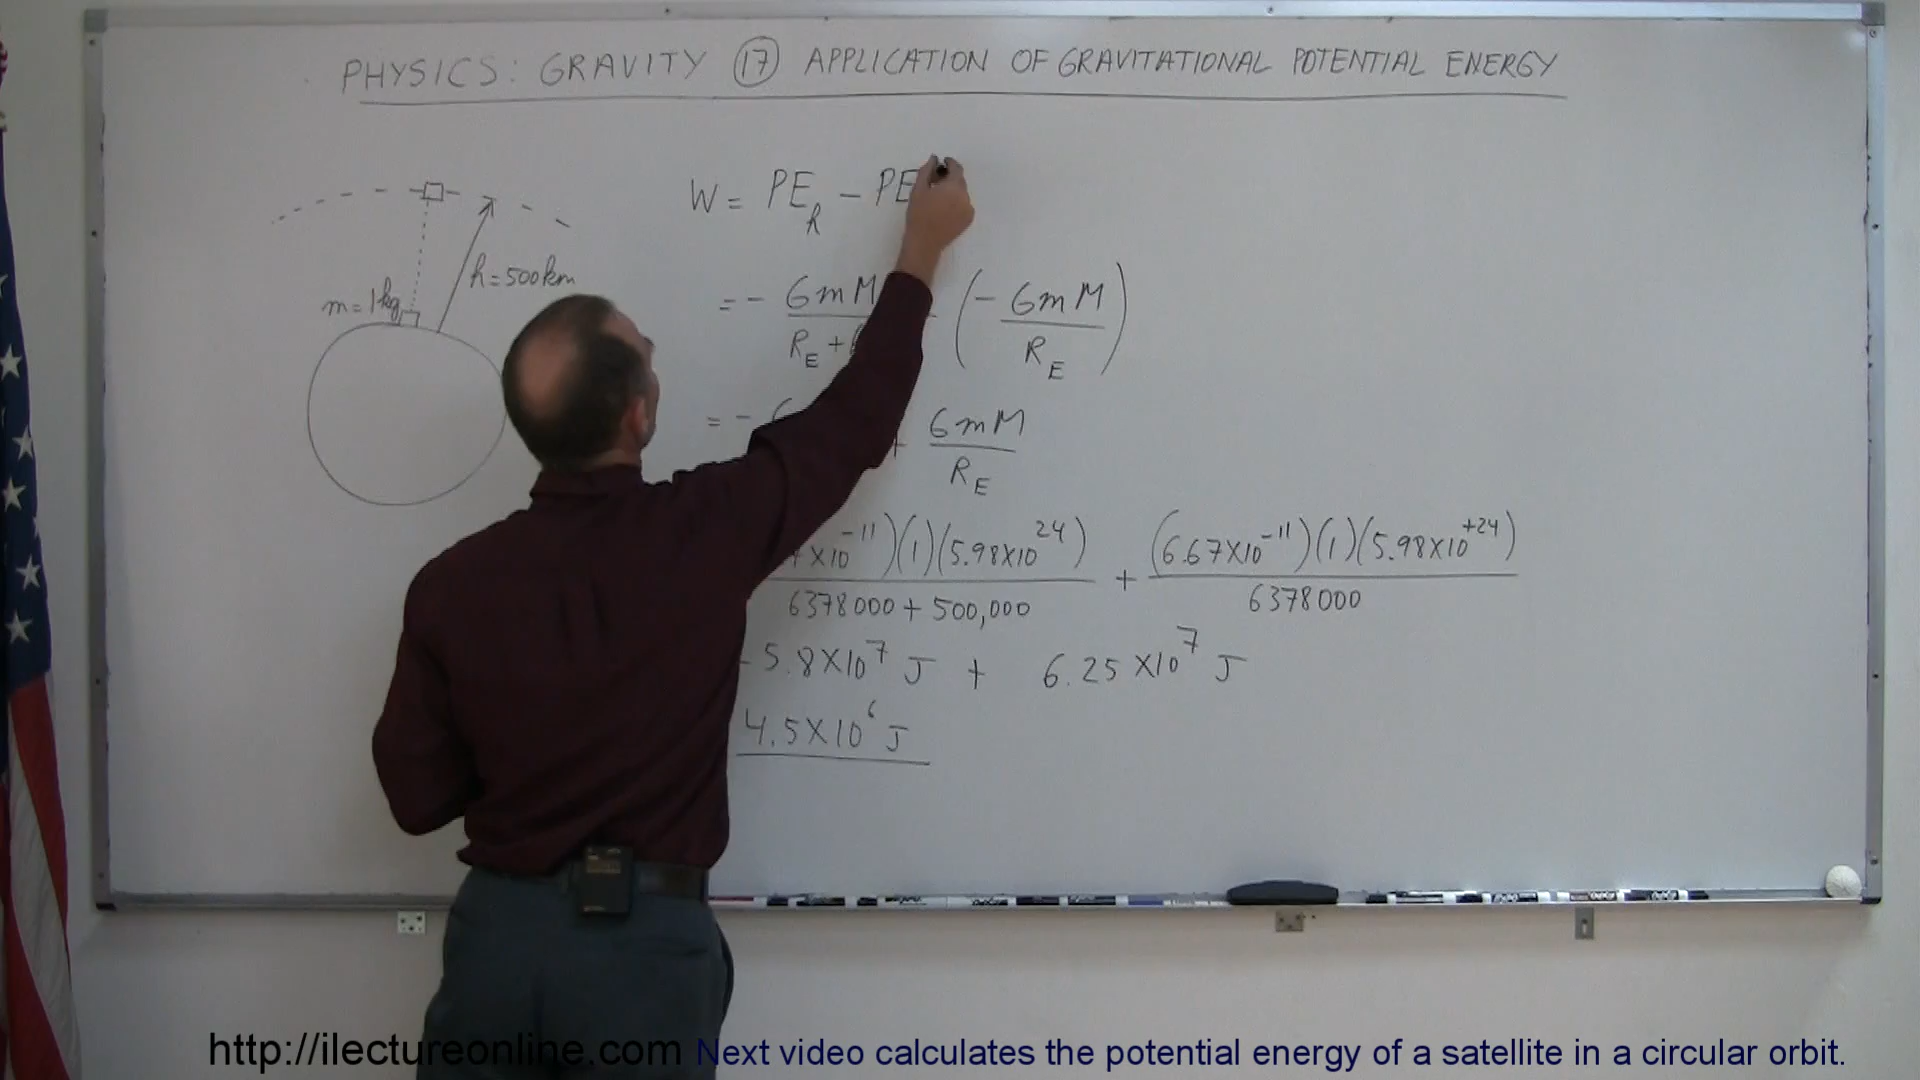 PHYSICS: GRAVITY 17 APPLICATION OF GRAVITATIONAL POTENTIAL ENERGY
W = PE_h - PE
h = 500 km
m = 1 kg
= - GmM / R_E + (- GmM / R_E)
= - G + GmM / R_E
x10^-11)(1)(5.98x10^24) / 6378000 + 500,000 + (6.67x10^-11)(1)(5.98x10^+24) / 6378000
- 5.8x10^7 J + 6.25x10^7 J
4.5x10^6 J
http://ilectureonline.com Next video calculates the potential energy of a satellite in a circular orbit.